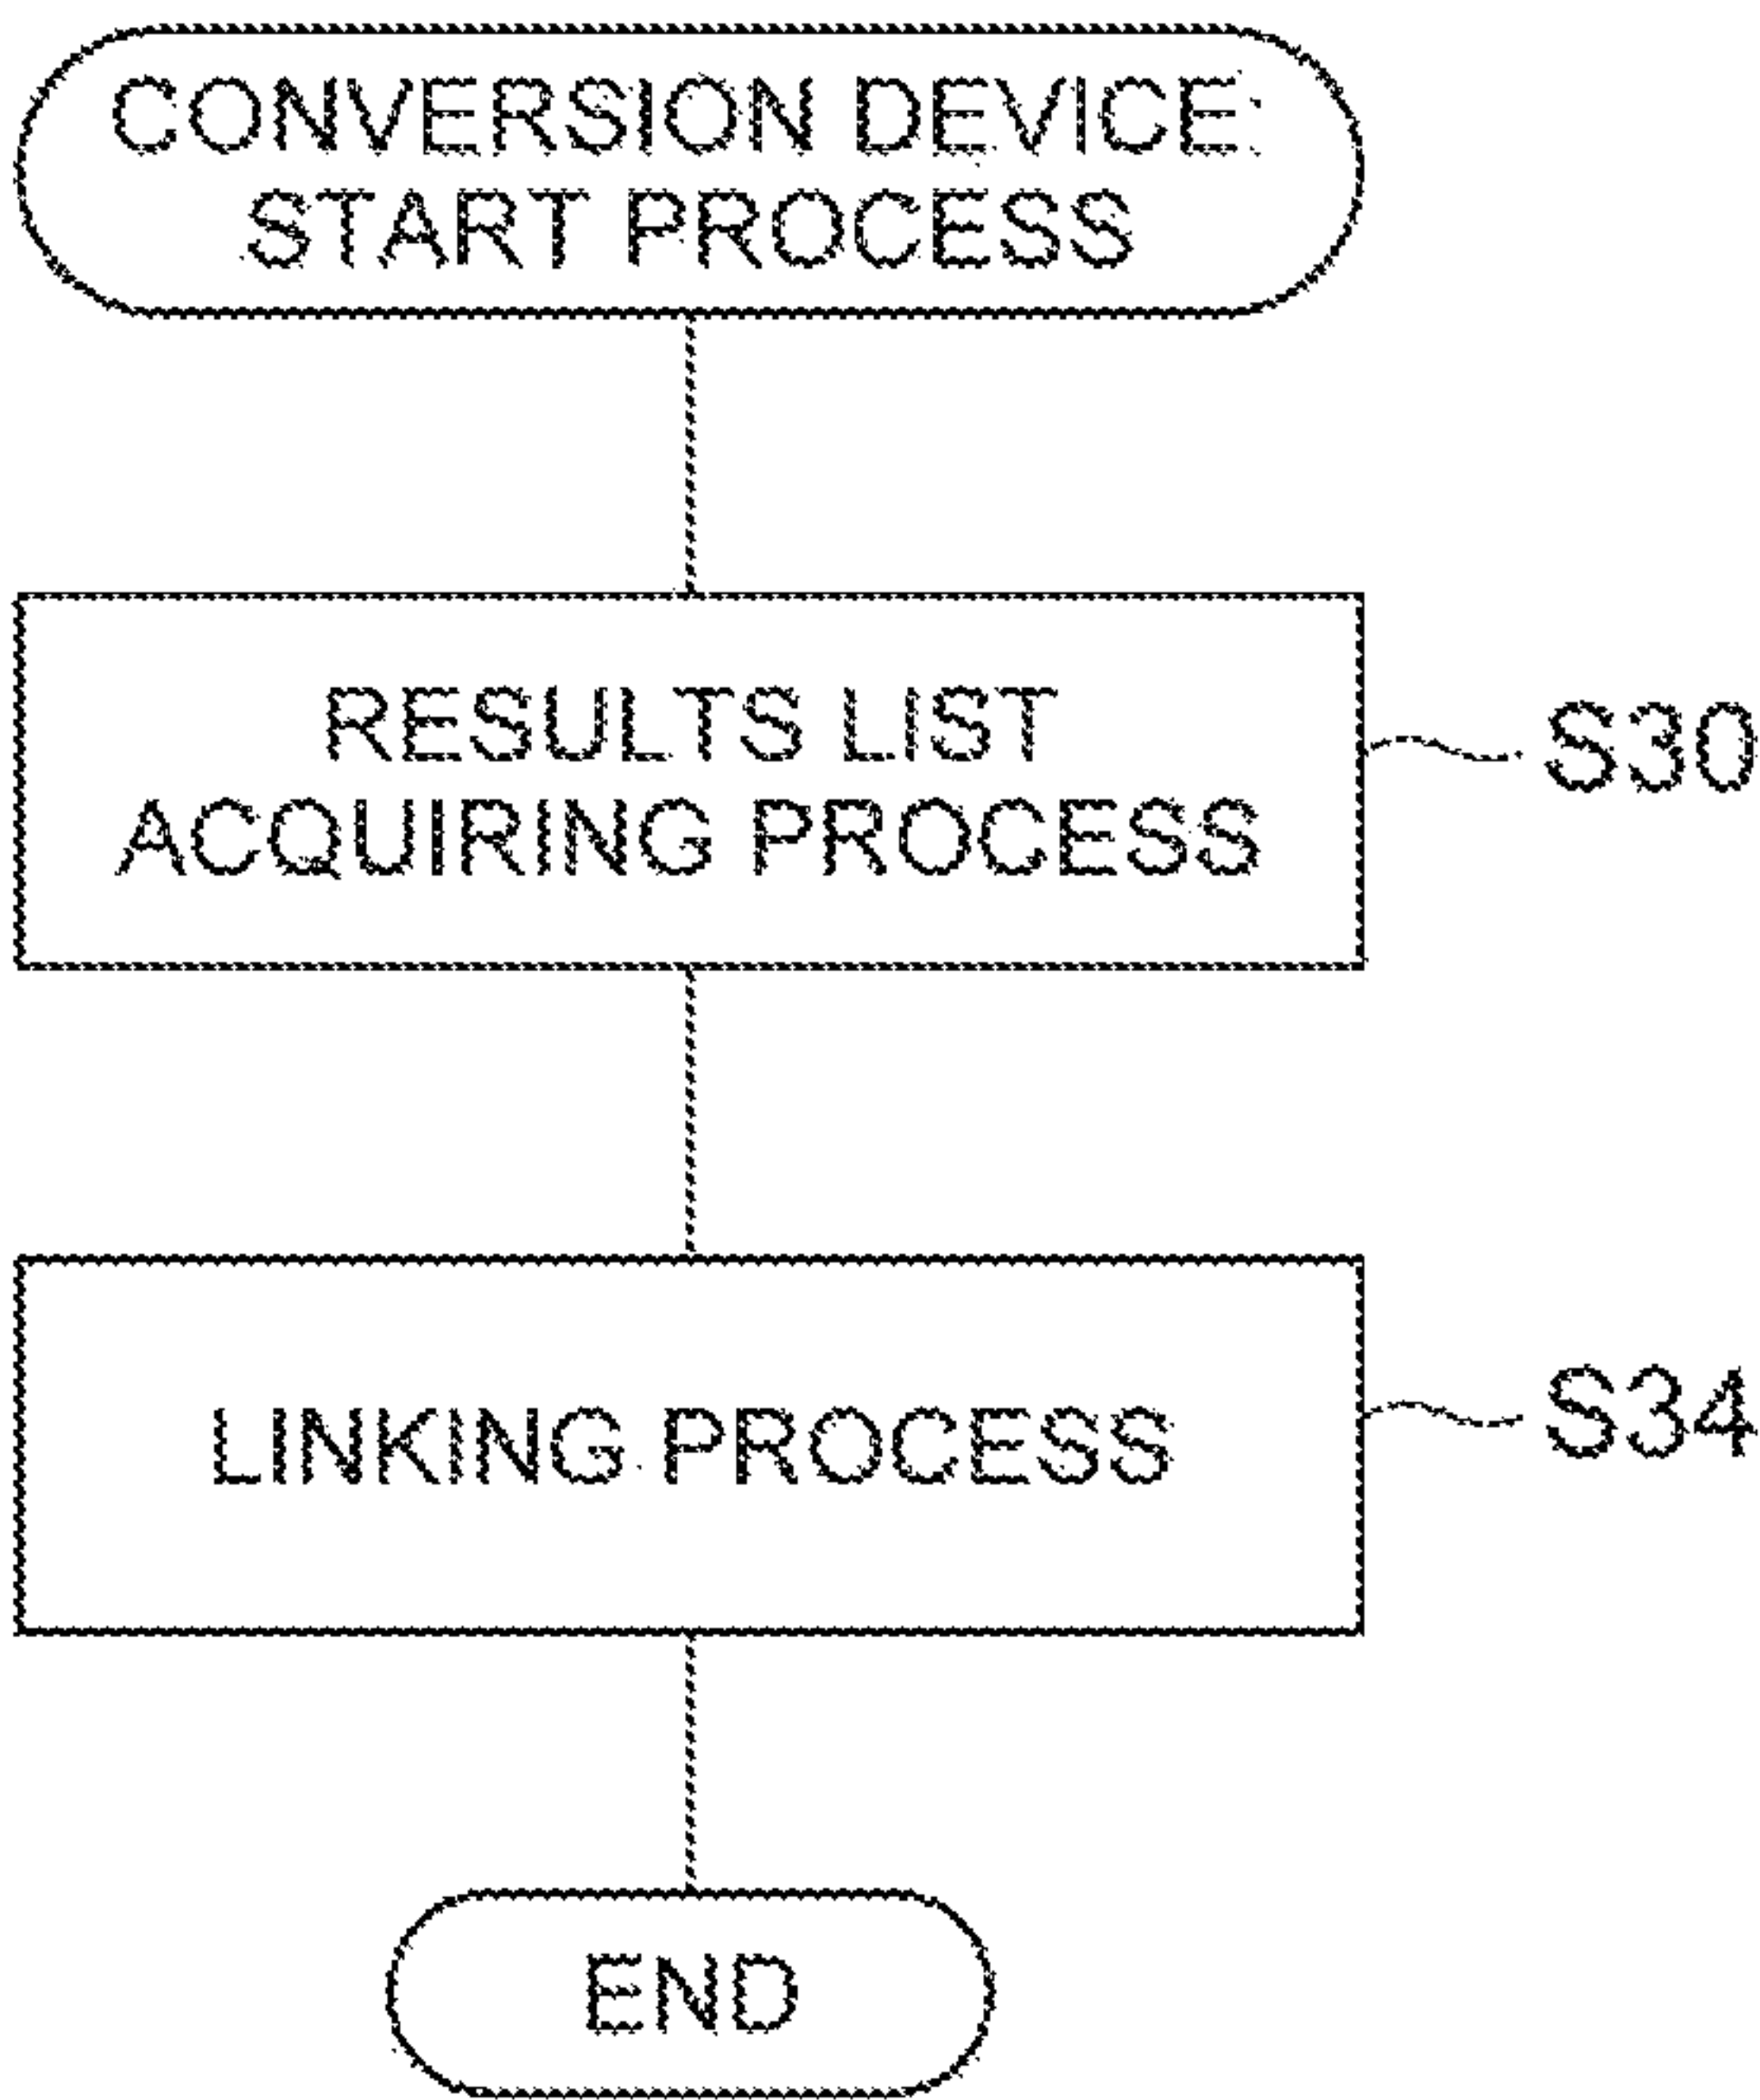 CONVERSION DEVICE
START PROCESS
RESULTS LIST
ACQUIRING PROCESS
S30
LINKING PROCESS
S34
END